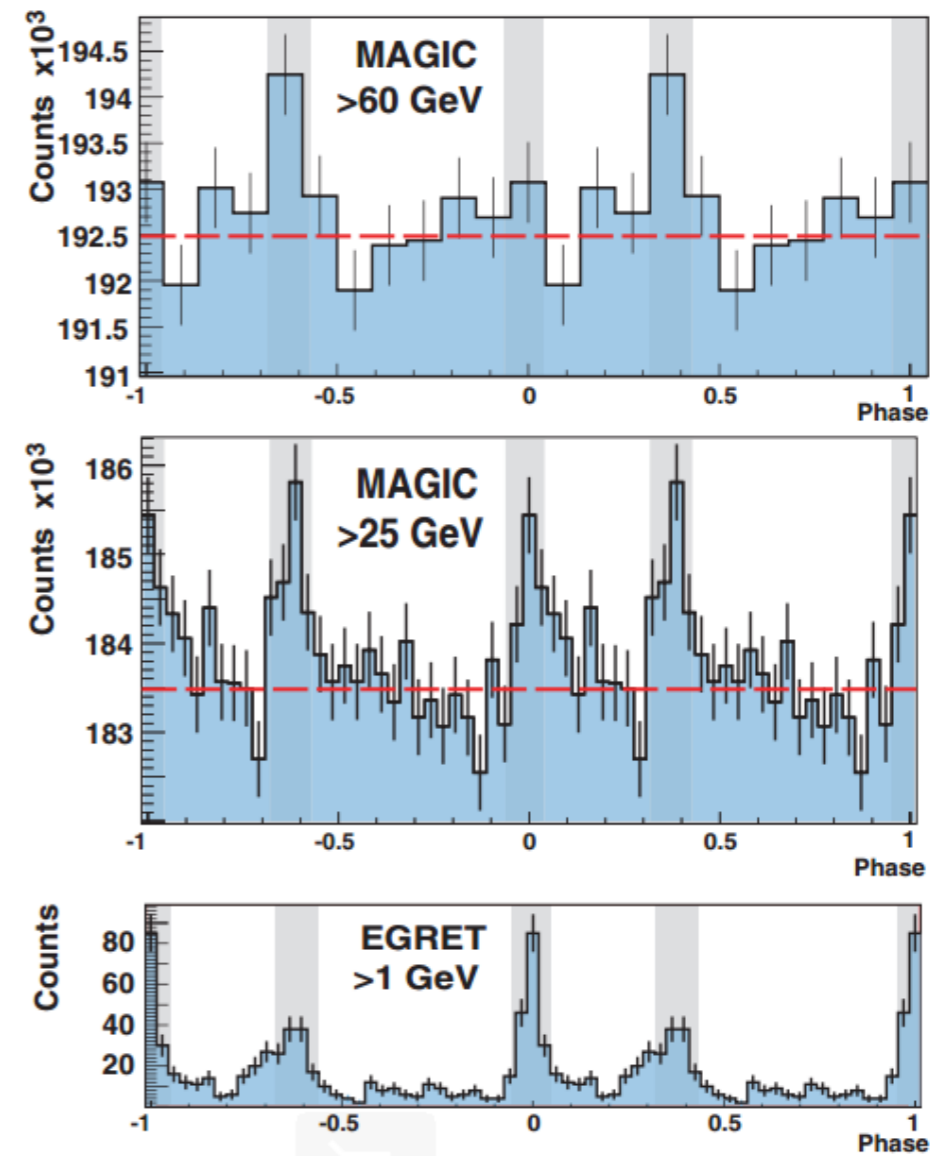 Counts x10³
194.5
194
193.5
193
192.5
192
191.5
191
MAGIC
>60 GeV
-1 -0.5 0 0.5 1
Phase
Counts x10³
186
185
184
183
MAGIC
>25 GeV
-1 -0.5 0 0.5 1
Phase
Counts
80
60
40
20
EGRET
>1 GeV
-1 -0.5 0 0.5 1
Phase